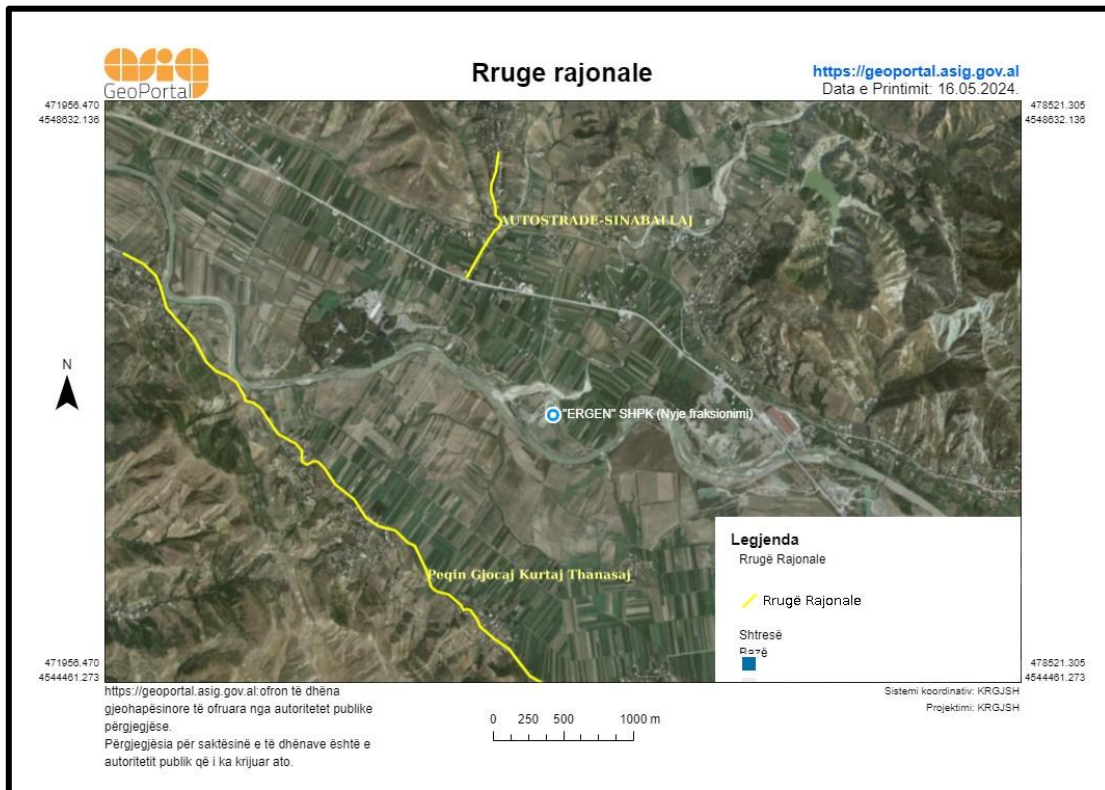 asig
GeoPortal
Rruge rajonale
https://geoportal.asig.gov.al
Data e Printimit: 16.05.2024.
471956.470
4548632.136
478521.305
4548632.136
AUTOSTRADE-SINABALLAJ
N
"ERGEN" SHPK (Nyje fraksionimi)
Peqin Gjocaj Kurtaj Thanasaj
Legjenda
Rrugë Rajonale
Rrugë Rajonale
Shtresë
Bazë
471956.470
4544461.273
478521.305
4544461.273
https://geoportal.asig.gov.al:ofron të dhëna
gjeohapësinore të ofruara nga autoritetet publike
përgjegjëse.
Përgjegjësia për saktësinë e të dhënave është e
autoritetit publik që i ka krijuar ato.
0 250 500 1000 m
Sistemi koordinativ: KRGJSH
Projektimi: KRGJSH